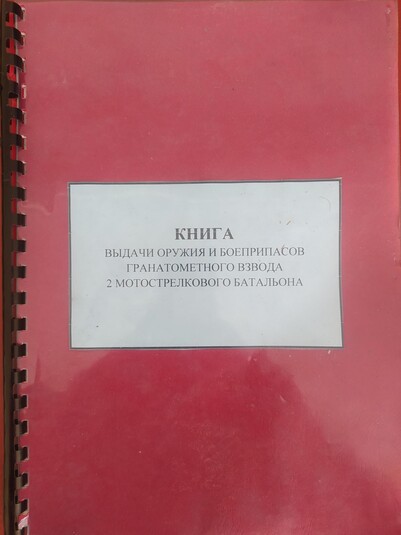 КНИГА
ВЫДАЧИ ОРУЖИЯ И БОЕПРИПАСОВ
ГРАНАТОМЕТНОГО ВЗВОДА
2 МОТОСТРЕЛКОВОГО БАТАЛЬОНА